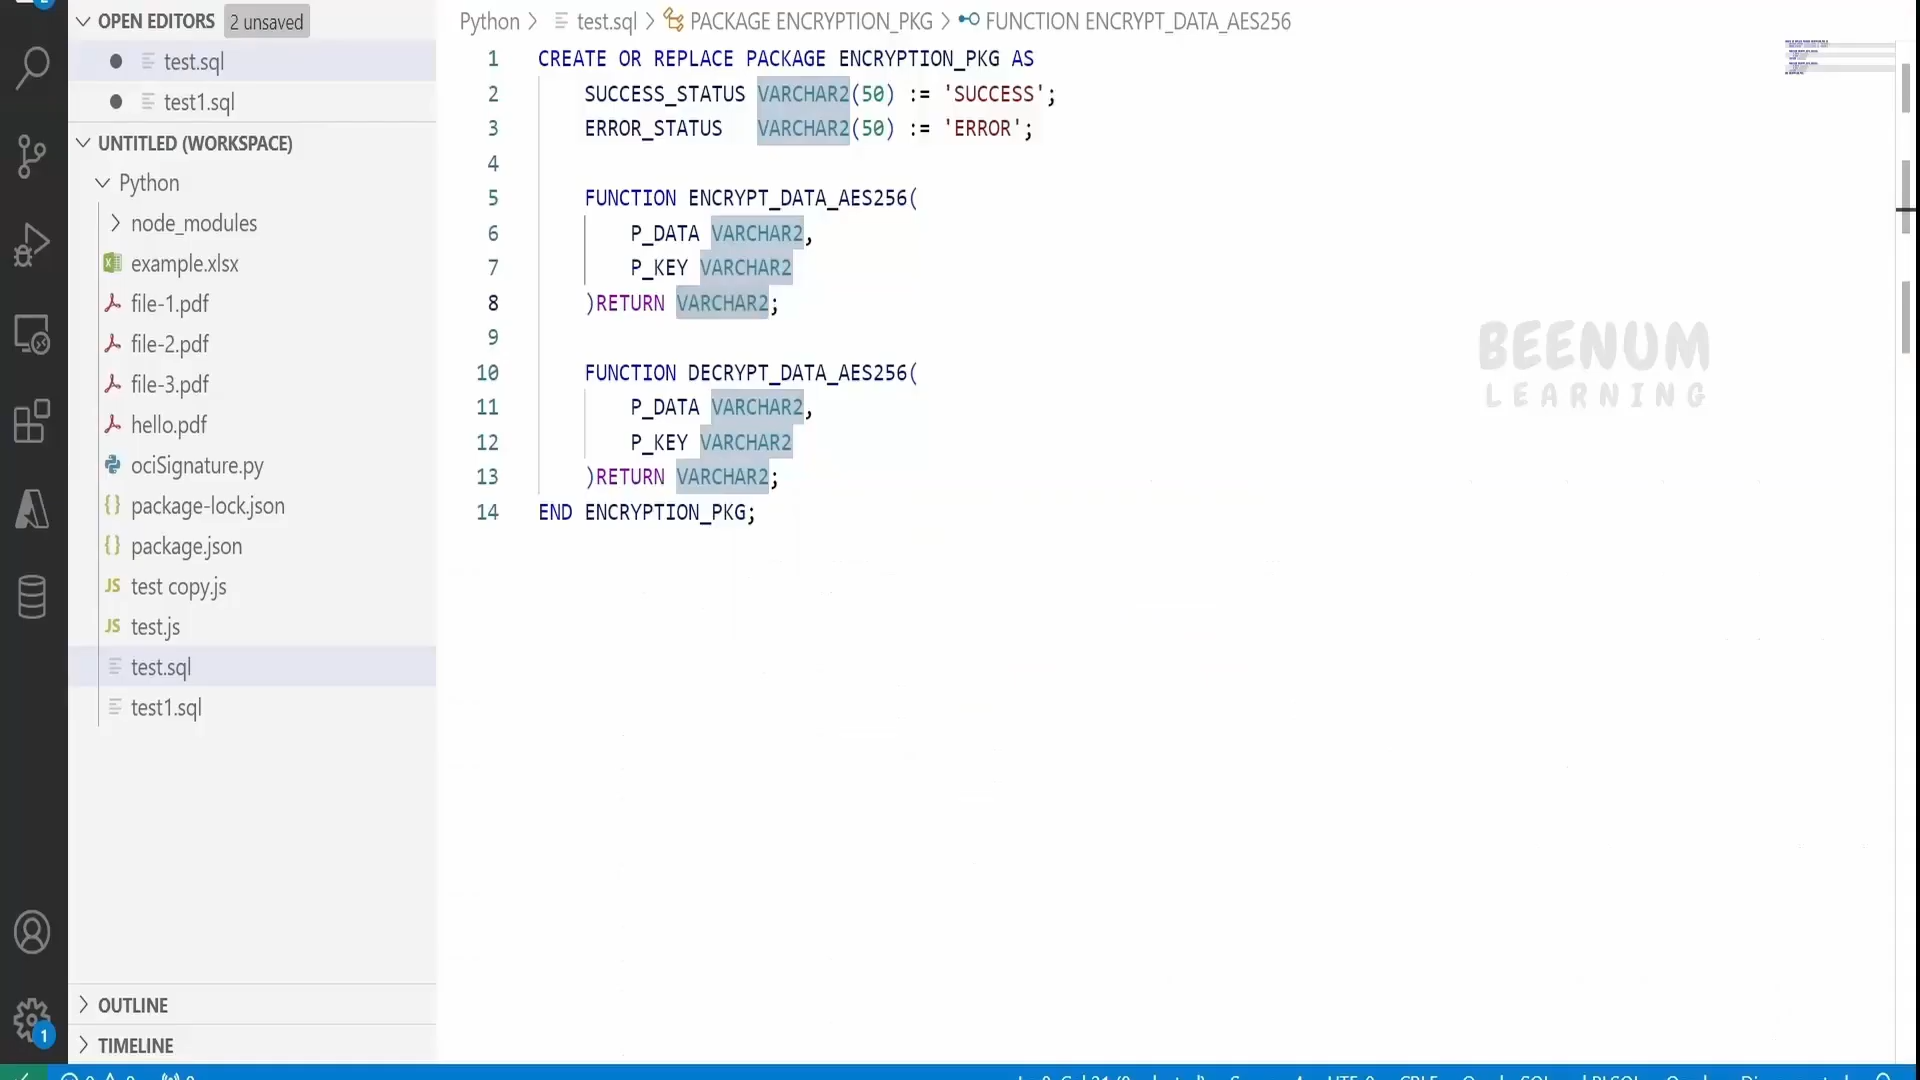 OPEN EDITORS 2 unsaved
test.sql
test1.sql
UNTITLED (WORKSPACE)
Python
node_modules
example.xlsx
file-1.pdf
file-2.pdf
file-3.pdf
hello.pdf
ociSignature.py
package-lock.json
package.json
JS test copy.js
JS test.js
test.sql
test1.sql
OUTLINE
TIMELINE
1
Python > test.sql > PACKAGE ENCRYPTION_PKG > FUNCTION ENCRYPT_DATA_AES256
1 CREATE OR REPLACE PACKAGE ENCRYPTION_PKG AS
2 SUCCESS_STATUS VARCHAR2(50) := 'SUCCESS';
3 ERROR_STATUS VARCHAR2(50) := 'ERROR';
4
5 FUNCTION ENCRYPT_DATA_AES256(
6 P_DATA VARCHAR2,
7 P_KEY VARCHAR2
8 )RETURN VARCHAR2;
9
10 FUNCTION DECRYPT_DATA_AES256(
11 P_DATA VARCHAR2,
12 P_KEY VARCHAR2
13 )RETURN VARCHAR2;
14 END ENCRYPTION_PKG;
BEENUM
LEARNING